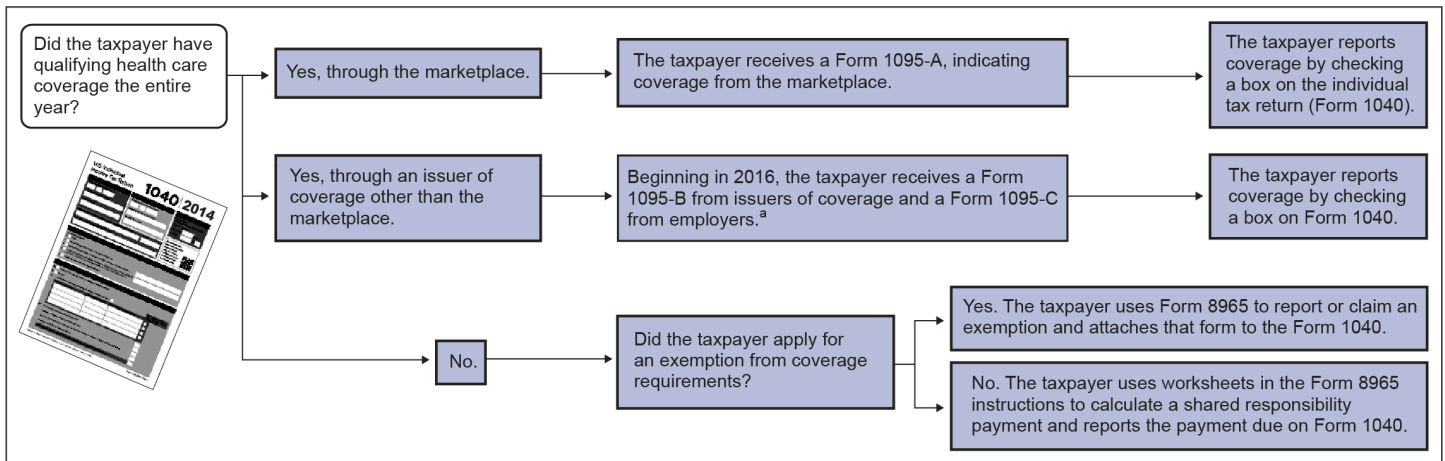 Did the taxpayer have
qualifying health care
coverage the entire
year?
Yes, through the marketplace.
The taxpayer receives a Form 1095-A, indicating
coverage from the marketplace.
The taxpayer reports
coverage by checking
a box on the individual
tax return (Form 1040).
US Individual
Income Tax Return
1040
2014
Yes, through an issuer of
coverage other than the
marketplace.
Beginning in 2016, the taxpayer receives a Form
1095-B from issuers of coverage and a Form 1095-C
from employers.a
The taxpayer reports
coverage by checking
a box on Form 1040.
No.
Did the taxpayer apply for
an exemption from coverage
requirements?
Yes. The taxpayer uses Form 8965 to report or claim an
exemption and attaches that form to the Form 1040.
No. The taxpayer uses worksheets in the Form 8965
instructions to calculate a shared responsibility
payment and reports the payment due on Form 1040.